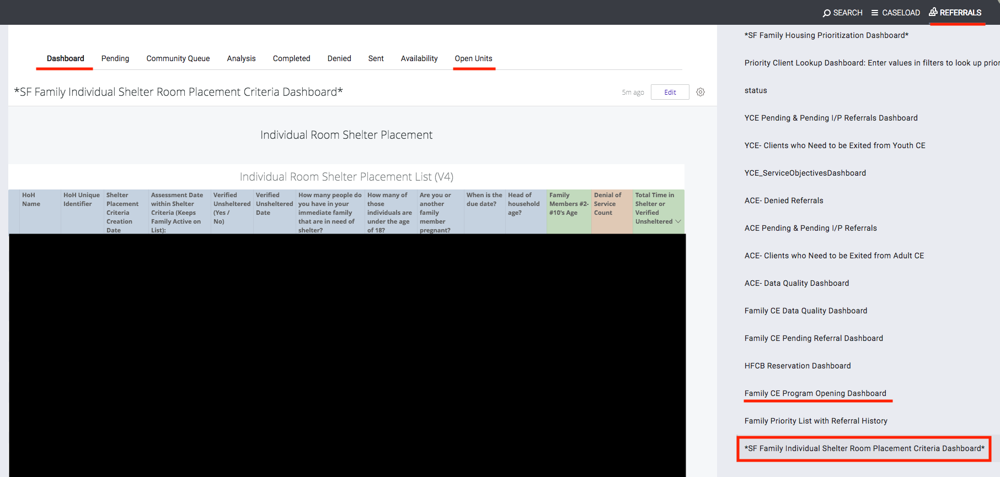 SEARCH
CASELOAD
REFERRALS
Dashboard
Pending
Community Queue
Analysis
Completed
Denied
Sent
Availability
Open Units
*SF Family Individual Shelter Room Placement Criteria Dashboard*
5m ago
Edit
Individual Room Shelter Placement
Individual Room Shelter Placement List (V4)
HoH
Name
HoH Unique
Identifier
Shelter
Placement
Criteria
Creation
Date
Assessment Date
within Shelter
Criteria (Keeps
Family Active on
List):
Verified
Unsheltered
(Yes /
No)
Verified
Unsheltered
Date
How many people do
you have in your
immediate family
that are in need of
shelter?
How many of
those
individuals are
under the age
of 18?
Are you or
another
family
member
pregnant?
When is the
due date?
Head of
household
age?
Family
Members #2-
#10's Age
Denial of
Service
Count
Total Time in
Shelter or
Verified
Unsheltered
*SF Family Housing Prioritization Dashboard*
Priority Client Lookup Dashboard: Enter values in filters to look up prior
status
YCE Pending & Pending I/P Referrals Dashboard
YCE- Clients who Need to be Exited from Youth CE
YCE_ServiceObjectivesDashboard
ACE- Denied Referrals
ACE Pending & Pending I/P Referrals
ACE- Clients who Need to be Exited from Adult CE
ACE- Data Quality Dashboard
Family CE Data Quality Dashboard
Family CE Pending Referral Dashboard
HFCB Reservation Dashboard
Family CE Program Opening Dashboard
Family Priority List with Referral History
*SF Family Individual Shelter Room Placement Criteria Dashboard*